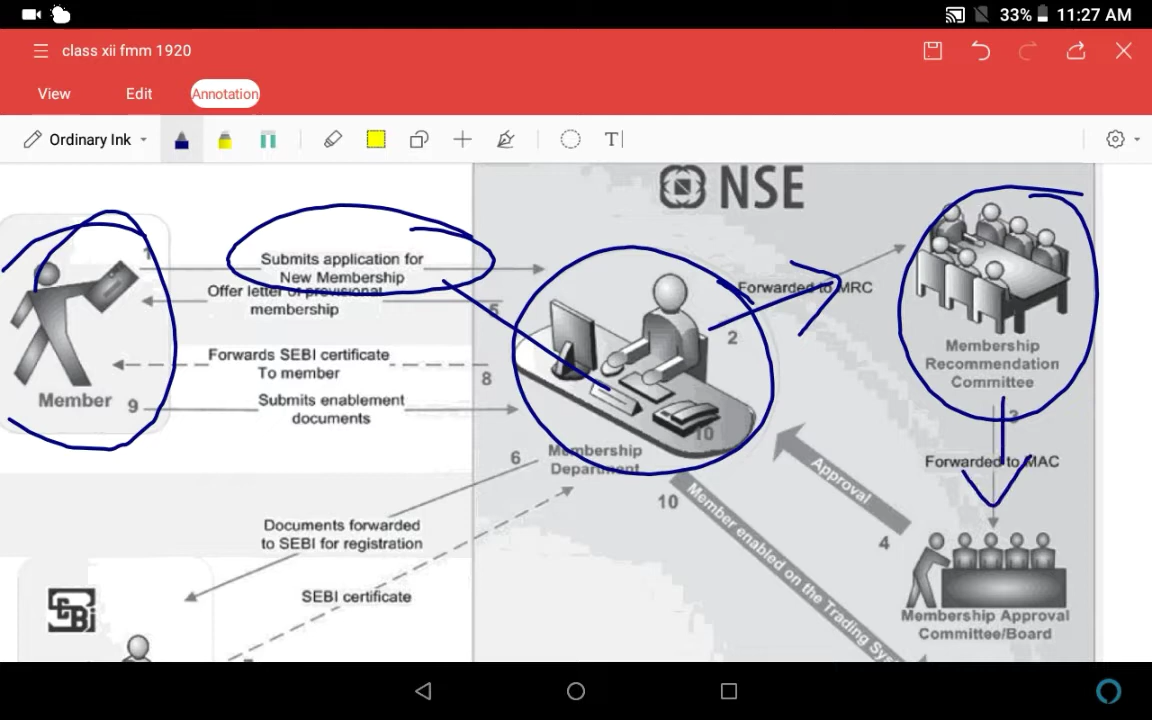 33% 11:27 AM
class xii fmm 1920
View Edit Annotation
Ordinary Ink T
NSE
1
Submits application for
New Membership
Offer letter of provisional
membership
5
Forwarded to MRC
2
Forwards SEBI certificate
To member
8
Member
9
Submits enablement
documents
10
Membership
Recommendation
Committee
3
Forwarded to MAC
Membership
Department
6
10
Approval
4
Member enabled on the Trading Sys
Documents forwarded
to SEBI for registration
SEBI certificate
SEBI
Membership Approval
Committee/Board